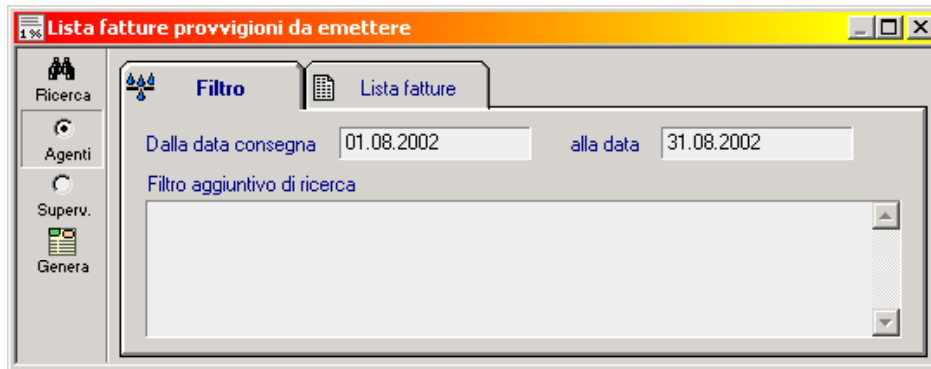 1% Lista fatture provvigioni da emettere
Ricerca
Agenti
Superv.
Genera
Filtro
Lista fatture
Dalla data consegna 01.08.2002 alla data 31.08.2002
Filtro aggiuntivo di ricerca